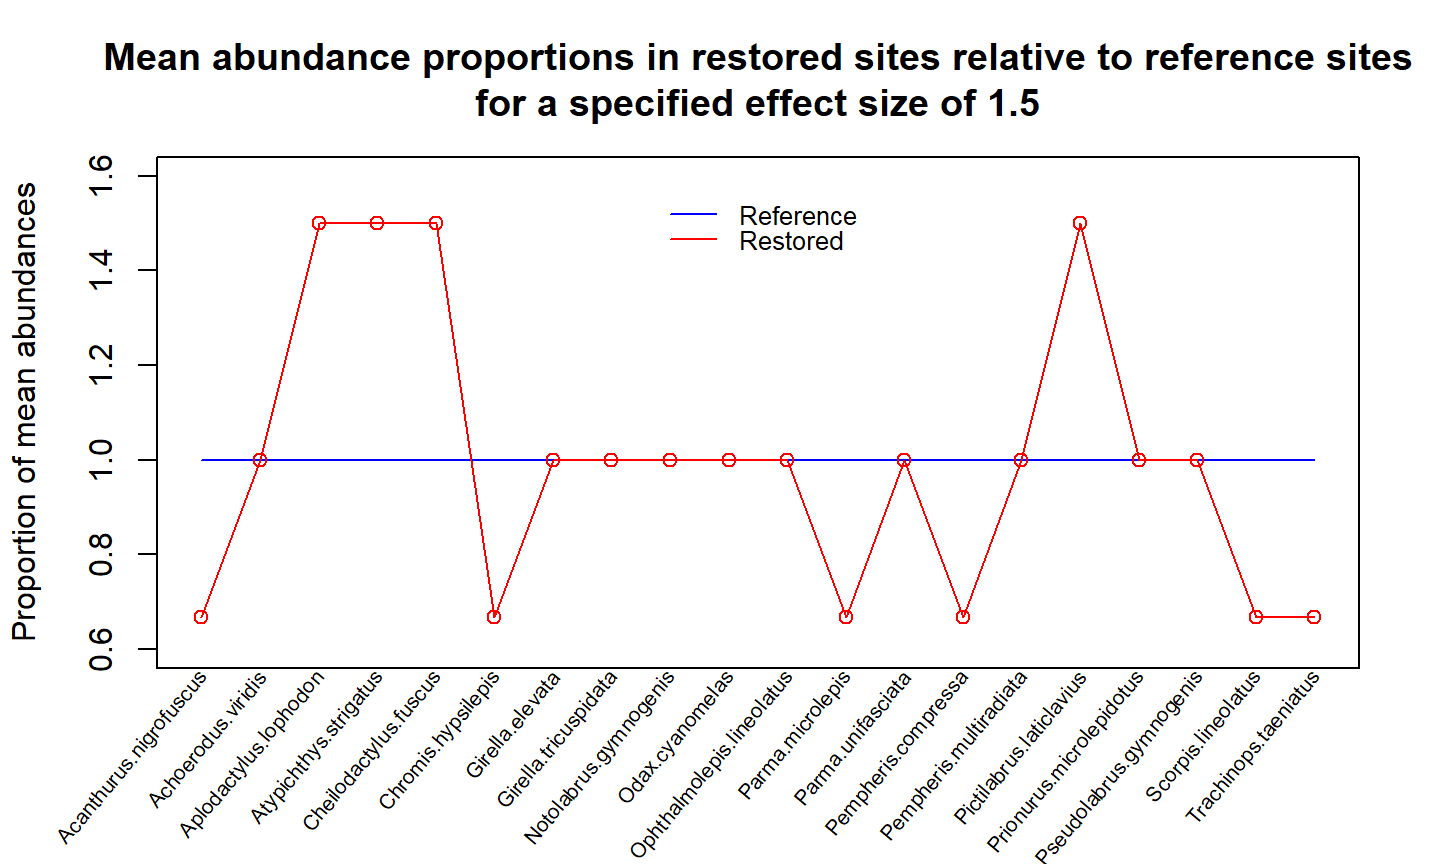 Mean abundance proportions in restored sites relative to reference sites
for a specified effect size of 1.5
Proportion of mean abundances
1.6
1.4
1.2
1.0
0.8
0.6
Reference
Restored
Acanthurus.nigrofuscus
Achoerodus.viridis
Aplodactylus.lophodon
Atypichthys.strigatus
Cheilodactylus.fuscus
Chromis.hypsilepis
Girella.elevata
Girella.tricuspidata
Notolabrus.gymnogenis
Odax.cyanomelas
Ophthalmolepis.lineolatus
Parma.microlepis
Parma.unifasciata
Pempheris.compressa
Pempheris.multiradiata
Pictilabrus.laticlavius
Prionurus.microlepidotus
Pseudolabrus.gymnogenis
Scorpis.lineolatus
Trachinops.taeniatus